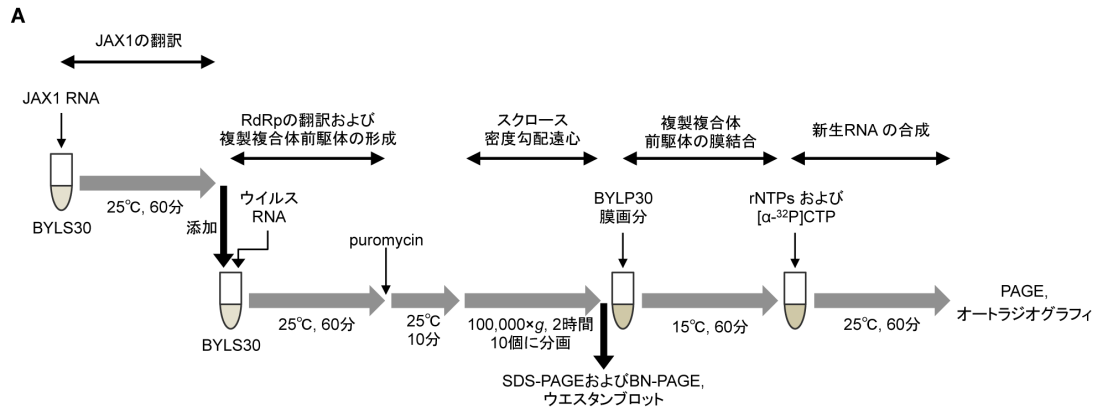 A
JAX1の翻訳
JAX1 RNA
25℃, 60分
BYLS30
RdRpの翻訳および
複製複合体前駆体の形成
添加
ウイルス
RNA
BYLS30
25℃, 60分
puromycin
25℃
10分
スクロース
密度勾配遠心
100,000×g, 2時間
10個に分画
SDS-PAGEおよびBN-PAGE,
ウエスタンブロット
複製複合体
前駆体の膜結合
BYLP30
膜画分
15℃, 60分
新生RNA の合成
rNTPs および
[α-³²P]CTP
25℃, 60分
PAGE,
オートラジオグラフィ